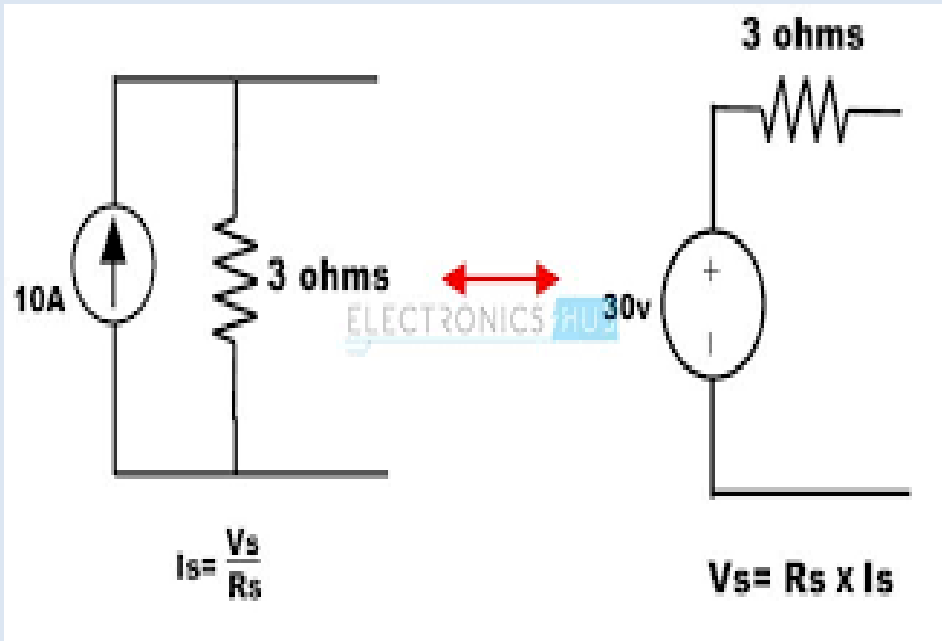 3 ohms
10A
3 ohms
30v
ELECTRONICS HUB
Is= Vs
Rs
Vs= Rs x Is